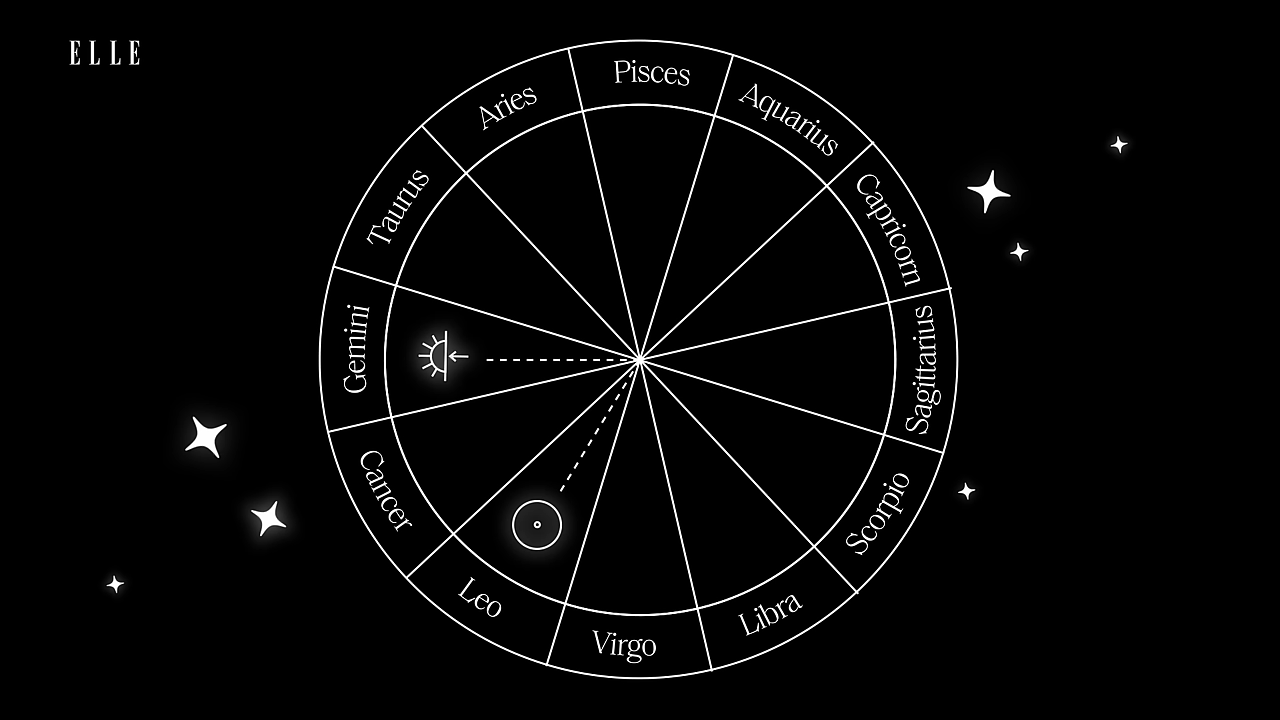 ELLE
Pisces
Aquarius
Capricorn
Sagittarius
Scorpio
Libra
Virgo
Leo
Cancer
Gemini
Taurus
Aries